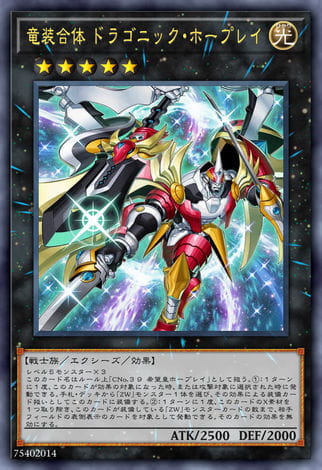 竜装合体 ドラゴニック・ホープレイ
光
[戦士族/エクシーズ/効果]
レベル5モンスター×3
このカード名はルール上「CNo.39 希望皇ホープレイ」として扱う。①:1ターン
に1度、このカードが効果の対象になった時、または攻撃対象に選択された時に発
動できる。手札・デッキから「ZW」モンスター1体を選び、その効果による装備カー
ド扱いとしてこのカードに装備する。②:1ターンに1度、このカードのX素材を
1つ取り除き、このカードが装備している「ZW」モンスターカードの数まで、相手
フィールドの表側表示のカードを対象として発動できる。そのカードの効果を無
効にする。
ATK/2500 DEF/2000
75402014